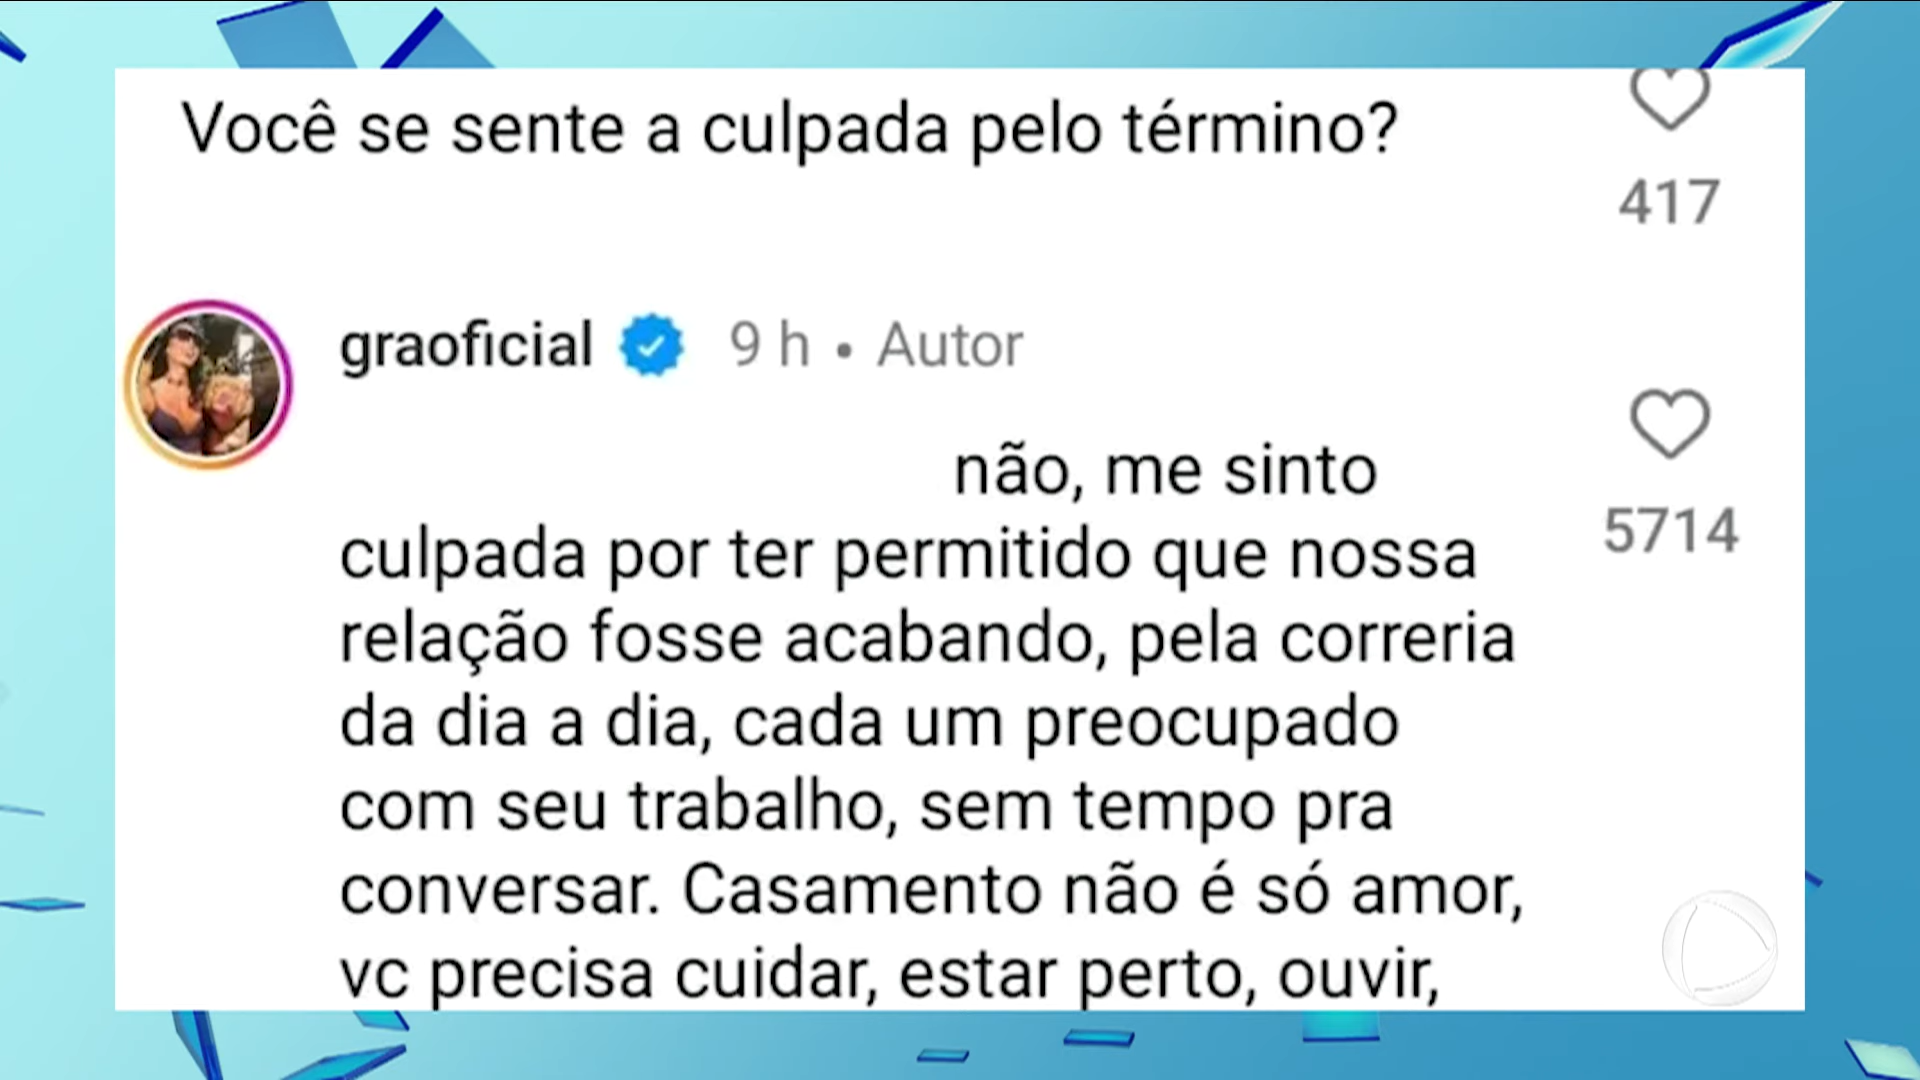 Você se sente a culpada pelo término?
417
graoficial 9 h • Autor
não, me sinto
culpada por ter permitido que nossa
5714
relação fosse acabando, pela correria
da dia a dia, cada um preocupado
com seu trabalho, sem tempo pra
conversar. Casamento não é só amor,
vc precisa cuidar, estar perto, ouvir,